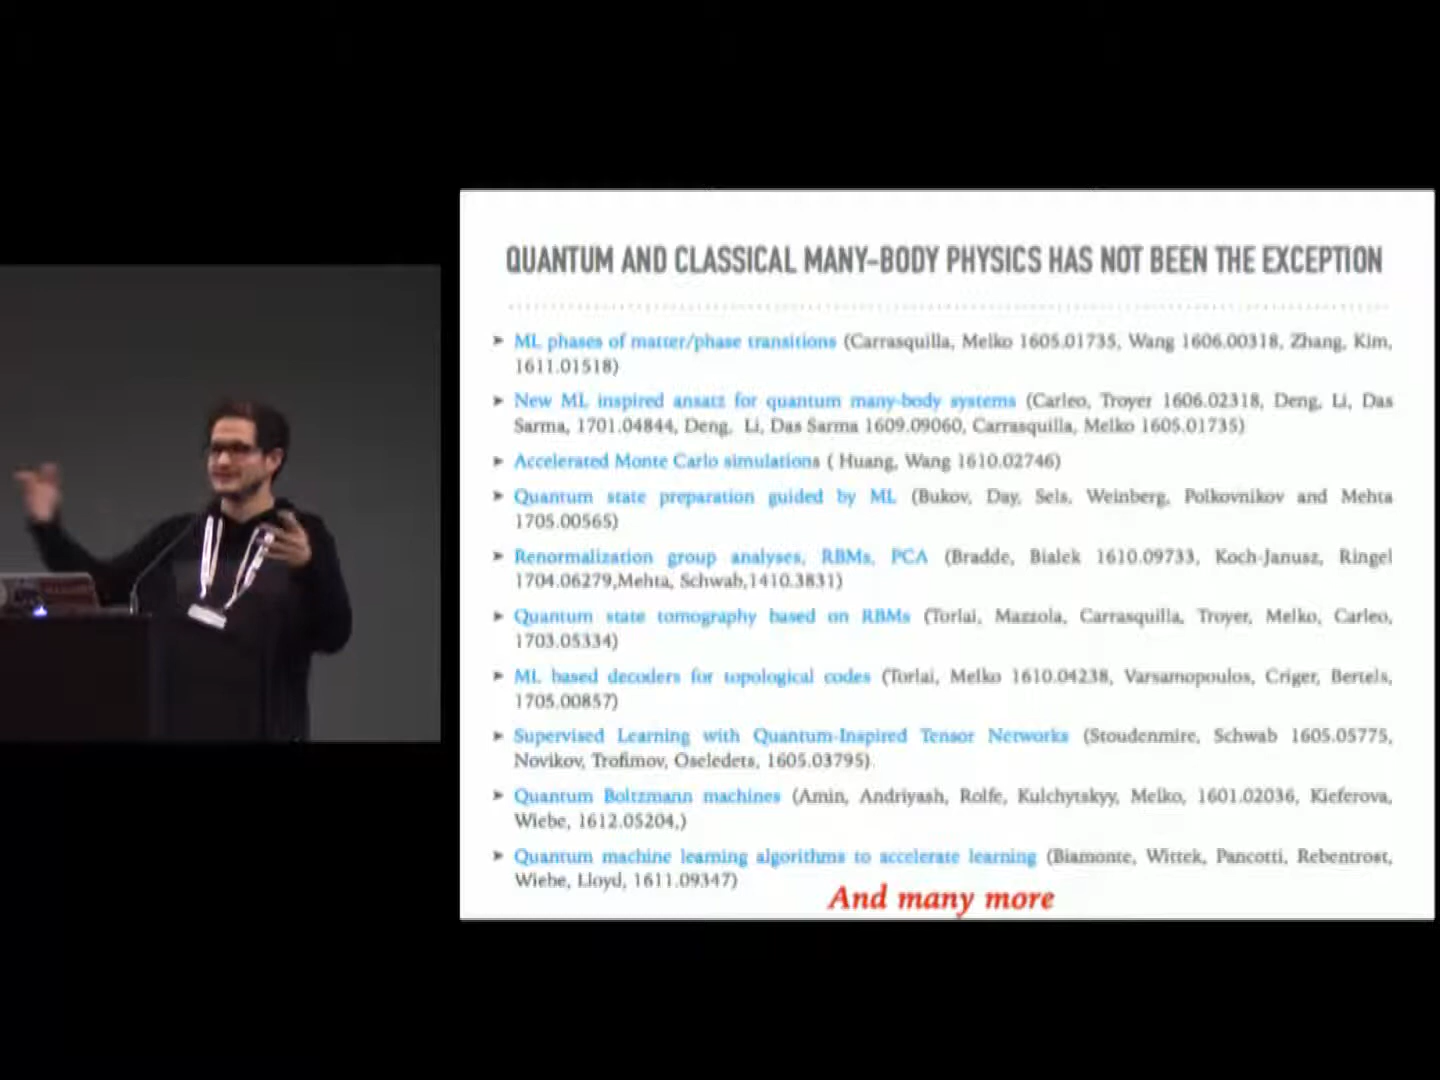 QUANTUM AND CLASSICAL MANY-BODY PHYSICS HAS NOT BEEN THE EXCEPTION
➤ ML phases of matter/phase transitions (Carrasquilla, Melko 1605.01735, Wang 1606.00318, Zhang, Kim,
1611.01518)
➤ New ML inspired ansatz for quantum many-body systems (Carleo, Troyer 1606.02318, Deng, Li, Das
Sarma, 1701.04844, Deng, Li, Das Sarma 1609.09060, Carrasquilla, Melko 1605.01735)
➤ Accelerated Monte Carlo simulations ( Huang, Wang 1610.02746)
➤ Quantum state preparation guided by ML (Bukov, Day, Sels, Weinberg, Polkovnikov and Mehta
1705.00565)
➤ Renormalization group analyses, RBMs, PCA (Bradde, Bialek 1610.09733, Koch-Janusz, Ringel
1704.06279,Mehta, Schwab,1410.3831)
➤ Quantum state tomography based on RBMs (Torlai, Mazzola, Carrasquilla, Troyer, Melko, Carleo,
1703.05334)
➤ ML based decoders for topological codes (Torlai, Melko 1610.04238, Varsamopoulos, Criger, Bertels,
1705.00857)
➤ Supervised Learning with Quantum-Inspired Tensor Networks (Stoudenmire, Schwab 1605.05775,
Novikov, Trofimov, Oseledets, 1605.03795)
➤ Quantum Boltzmann machines (Amin, Andriyash, Rolfe, Kulchytskyy, Melko, 1601.02036, Kieferova,
Wiebe, 1612.05204,)
➤ Quantum machine learning algorithms to accelerate learning (Biamonte, Wittek, Pancotti, Rebentrost,
Wiebe, Lloyd, 1611.09347)
And many more